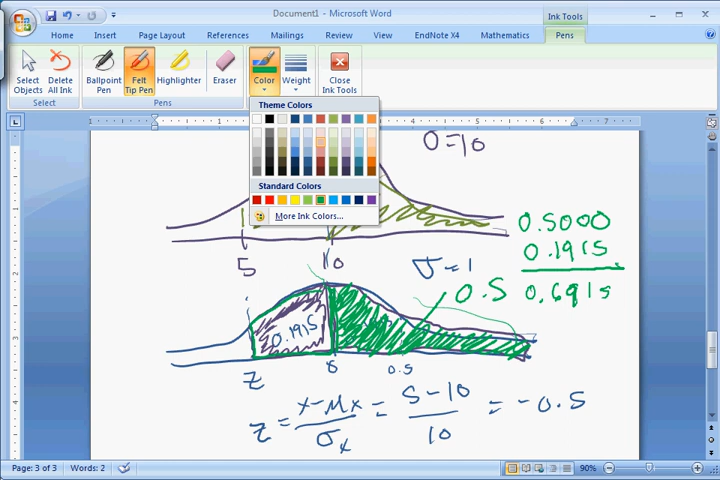 Document1 - Microsoft Word
Ink Tools
Home Insert Page Layout References Mailings Review View EndNote X4 Mathematics Pens
Select Objects
Delete All Ink
Ballpoint Pen
Felt Tip Pen
Highlighter
Eraser
Color
Weight
Close Ink Tools
Select Pens Close
Theme Colors
Standard Colors
More Ink Colors...
σ=10
5 10
0.5000
0.1915
0.6915
σ=1
0.5
0.1915
z 0 0.5
z = x-μx / σx = 5-10 / 10 = -0.5
Page: 3 of 3 Words: 2 90%